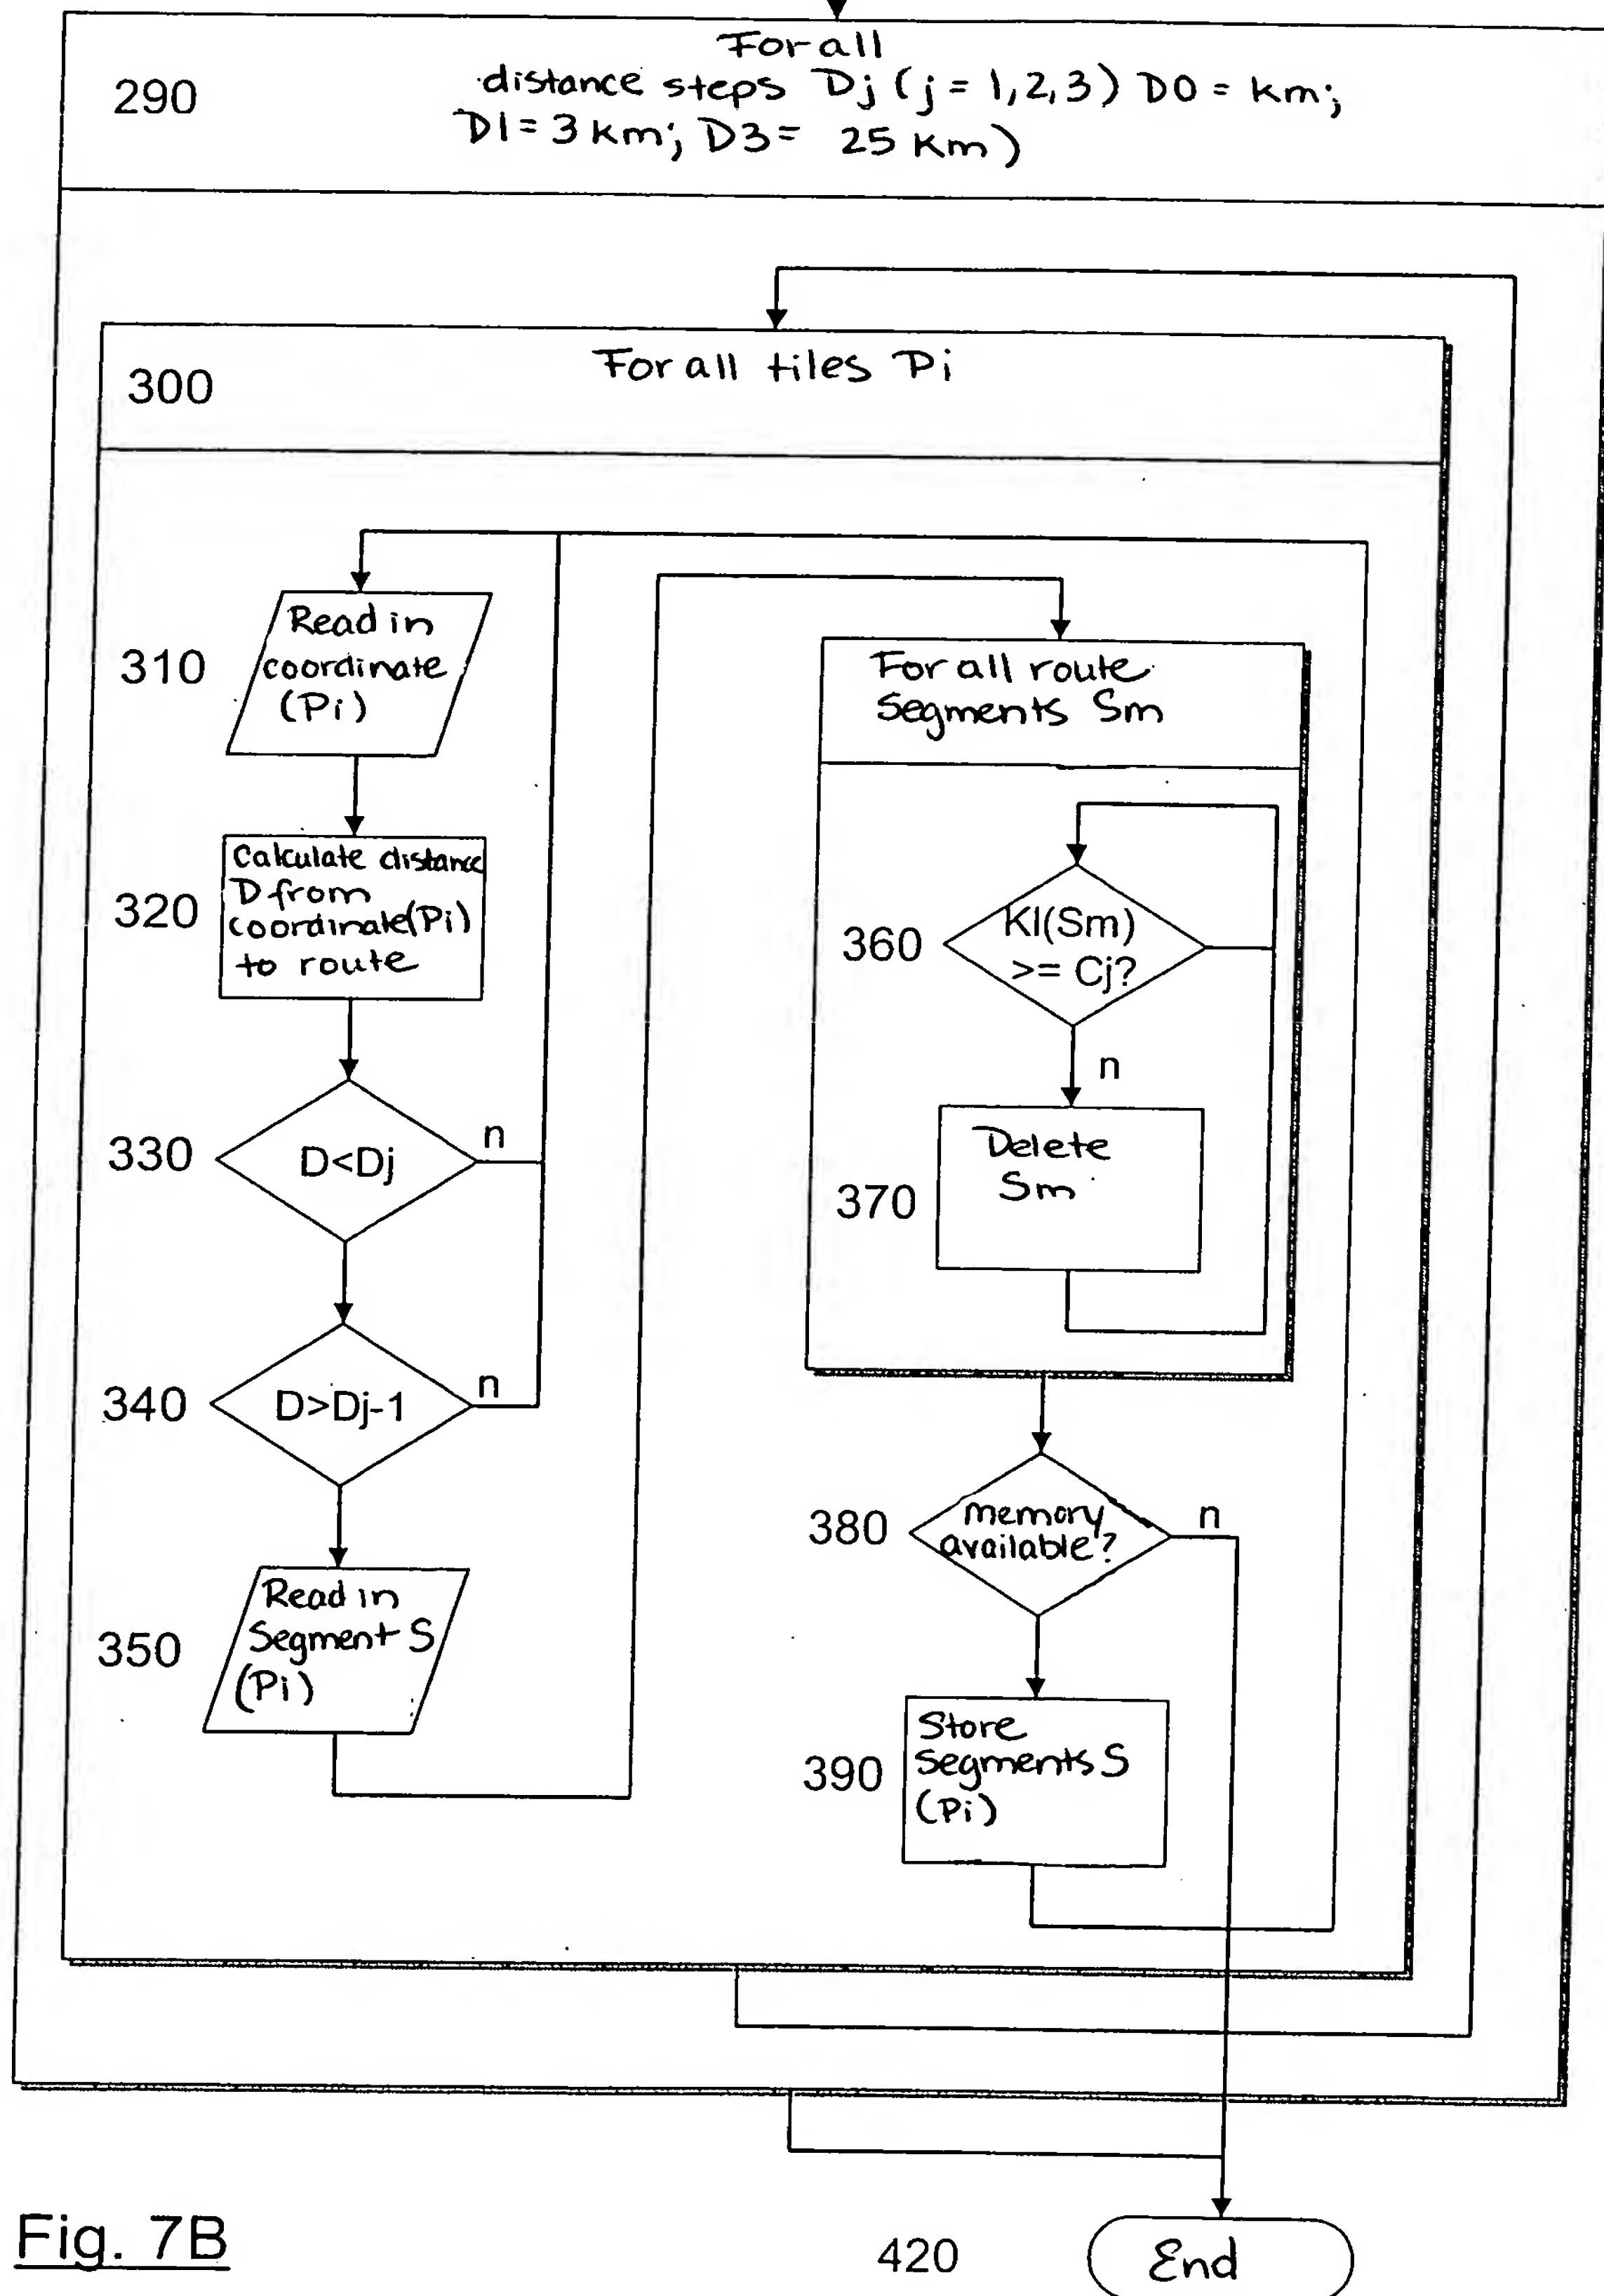 For all
290
distance steps Dj (j = 1,2,3) D0 = km;
D1 = 3 km; D3 = 25 km)
300
For all tiles Pi
310
Read in
coordinate
(Pi)
320
Calculate distance
D from
coordinate(Pi)
to route
330
D<Dj
n
340
D>Dj-1
n
350
Read in
Segment S
(Pi)
For all route
Segments Sm
360
Kl(Sm)
>= Cj?
n
370
Delete
Sm
380
memory
available?
n
390
Store
Segments S
(Pi)
Fig. 7B
420
End